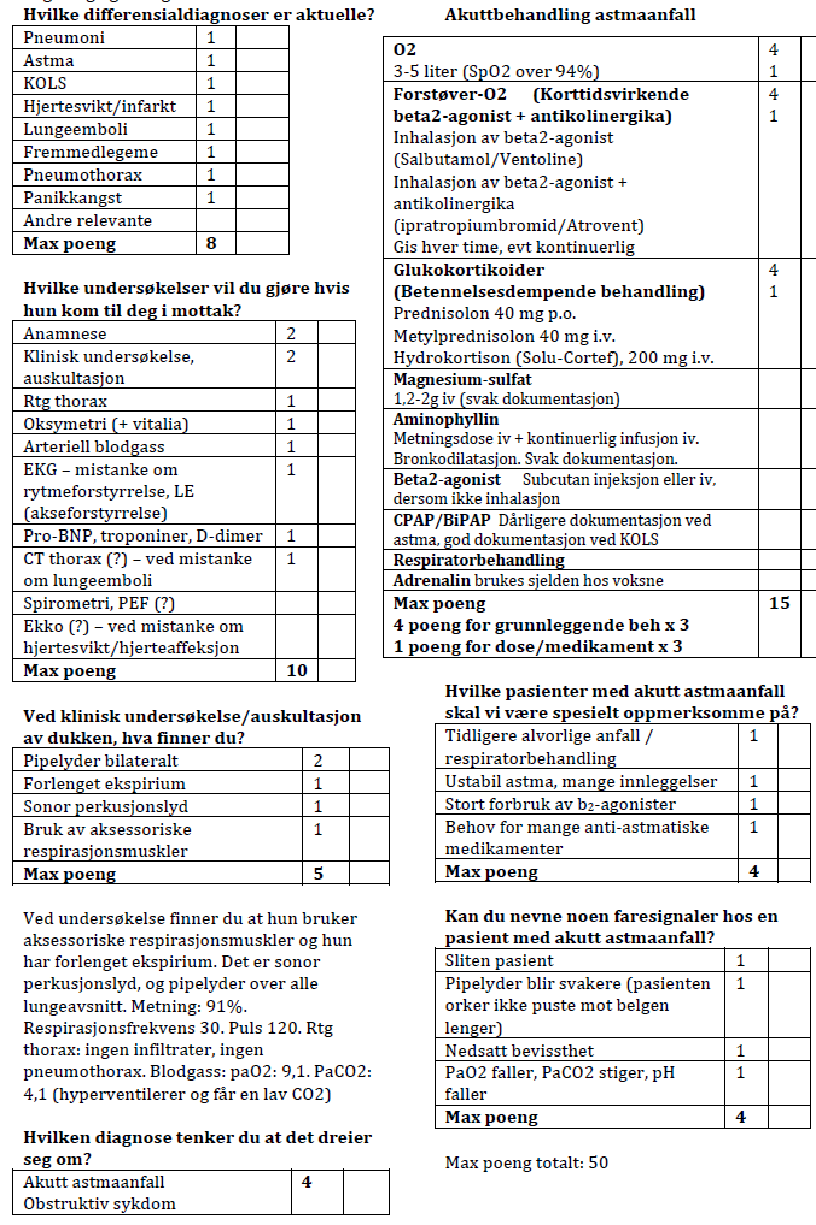 Hvilke differensialdiagnoser er aktuelle?
Pneumoni 1
Astma 1
KOLS 1
Hjertesvikt/infarkt 1
Lungeemboli 1
Fremmedlegeme 1
Pneumothorax 1
Panikkangst 1
Andre relevante
Max poeng 8
Hvilke undersøkelser vil du gjøre hvis
hun kom til deg i mottak?
Anamnese 2
Klinisk undersøkelse, 2
auskultasjon
Rtg thorax 1
Oksymetri (+ vitalia) 1
Arteriell blodgass 1
EKG – mistanke om 1
rytmeforstyrrelse, LE
(akseforstyrrelse)
Pro-BNP, troponiner, D-dimer 1
CT thorax (?) – ved mistanke 1
om lungeemboli
Spirometri, PEF (?)
Ekko (?) – ved mistanke om
hjertesvikt/hjerteaffeksjon
Max poeng 10
Ved klinisk undersøkelse/auskultasjon
av dukken, hva finner du?
Pipelyder bilateralt 2
Forlenget ekspirium 1
Sonor perkusjonslyd 1
Bruk av aksessoriske 1
respirasjonsmuskler
Max poeng 5
Ved undersøkelse finner du at hun bruker
aksessoriske respirasjonsmuskler og hun
har forlenget ekspirium. Det er sonor
perkusjonslyd, og pipelyder over alle
lungeavsnitt. Metning: 91%.
Respirasjonsfrekvens 30. Puls 120. Rtg
thorax: ingen infiltrater, ingen
pneumothorax. Blodgass: paO2: 9,1. PaCO2:
4,1 (hyperventilerer og får en lav CO2)
Hvilken diagnose tenker du at det dreier
seg om?
Akutt astmaanfall 4
Obstruktiv sykdom
Akuttbehandling astmaanfall
O2 4
3-5 liter (SpO2 over 94%) 1
Forstøver-O2 (Korttidsvirkende 4
beta2-agonist + antikolinergika) 1
Inhalasjon av beta2-agonist
(Salbutamol/Ventoline)
Inhalasjon av beta2-agonist +
antikolinergika
(ipratropiumbromid/Atrovent)
Gis hver time, evt kontinuerlig
Glukokortikoider 4
(Betennelsesdempende behandling) 1
Prednisolon 40 mg p.o.
Metylprednisolon 40 mg i.v.
Hydrokortison (Solu-Cortef), 200 mg i.v.
Magnesium-sulfat
1,2-2g iv (svak dokumentasjon)
Aminophyllin
Metningsdose iv + kontinuerlig infusjon iv.
Bronkodilatasjon. Svak dokumentasjon.
Beta2-agonist Subcutan injeksjon eller iv,
dersom ikke inhalasjon
CPAP/BiPAP Dårligere dokumentasjon ved
astma, god dokumentasjon ved KOLS
Respiratorbehandling
Adrenalin brukes sjelden hos voksne
Max poeng 15
4 poeng for grunnleggende beh x 3
1 poeng for dose/medikament x 3
Hvilke pasienter med akutt astmaanfall
skal vi være spesielt oppmerksomme på?
Tidligere alvorlige anfall / 1
respiratorbehandling
Ustabil astma, mange innleggelser 1
Stort forbruk av b2-agonister 1
Behov for mange anti-astmatiske 1
medikamenter
Max poeng 4
Kan du nevne noen faresignaler hos en
pasient med akutt astmaanfall?
Sliten pasient 1
Pipelyder blir svakere (pasienten 1
orker ikke puste mot belgen
lenger)
Nedsatt bevissthet 1
PaO2 faller, PaCO2 stiger, pH 1
faller
Max poeng 4
Max poeng totalt: 50